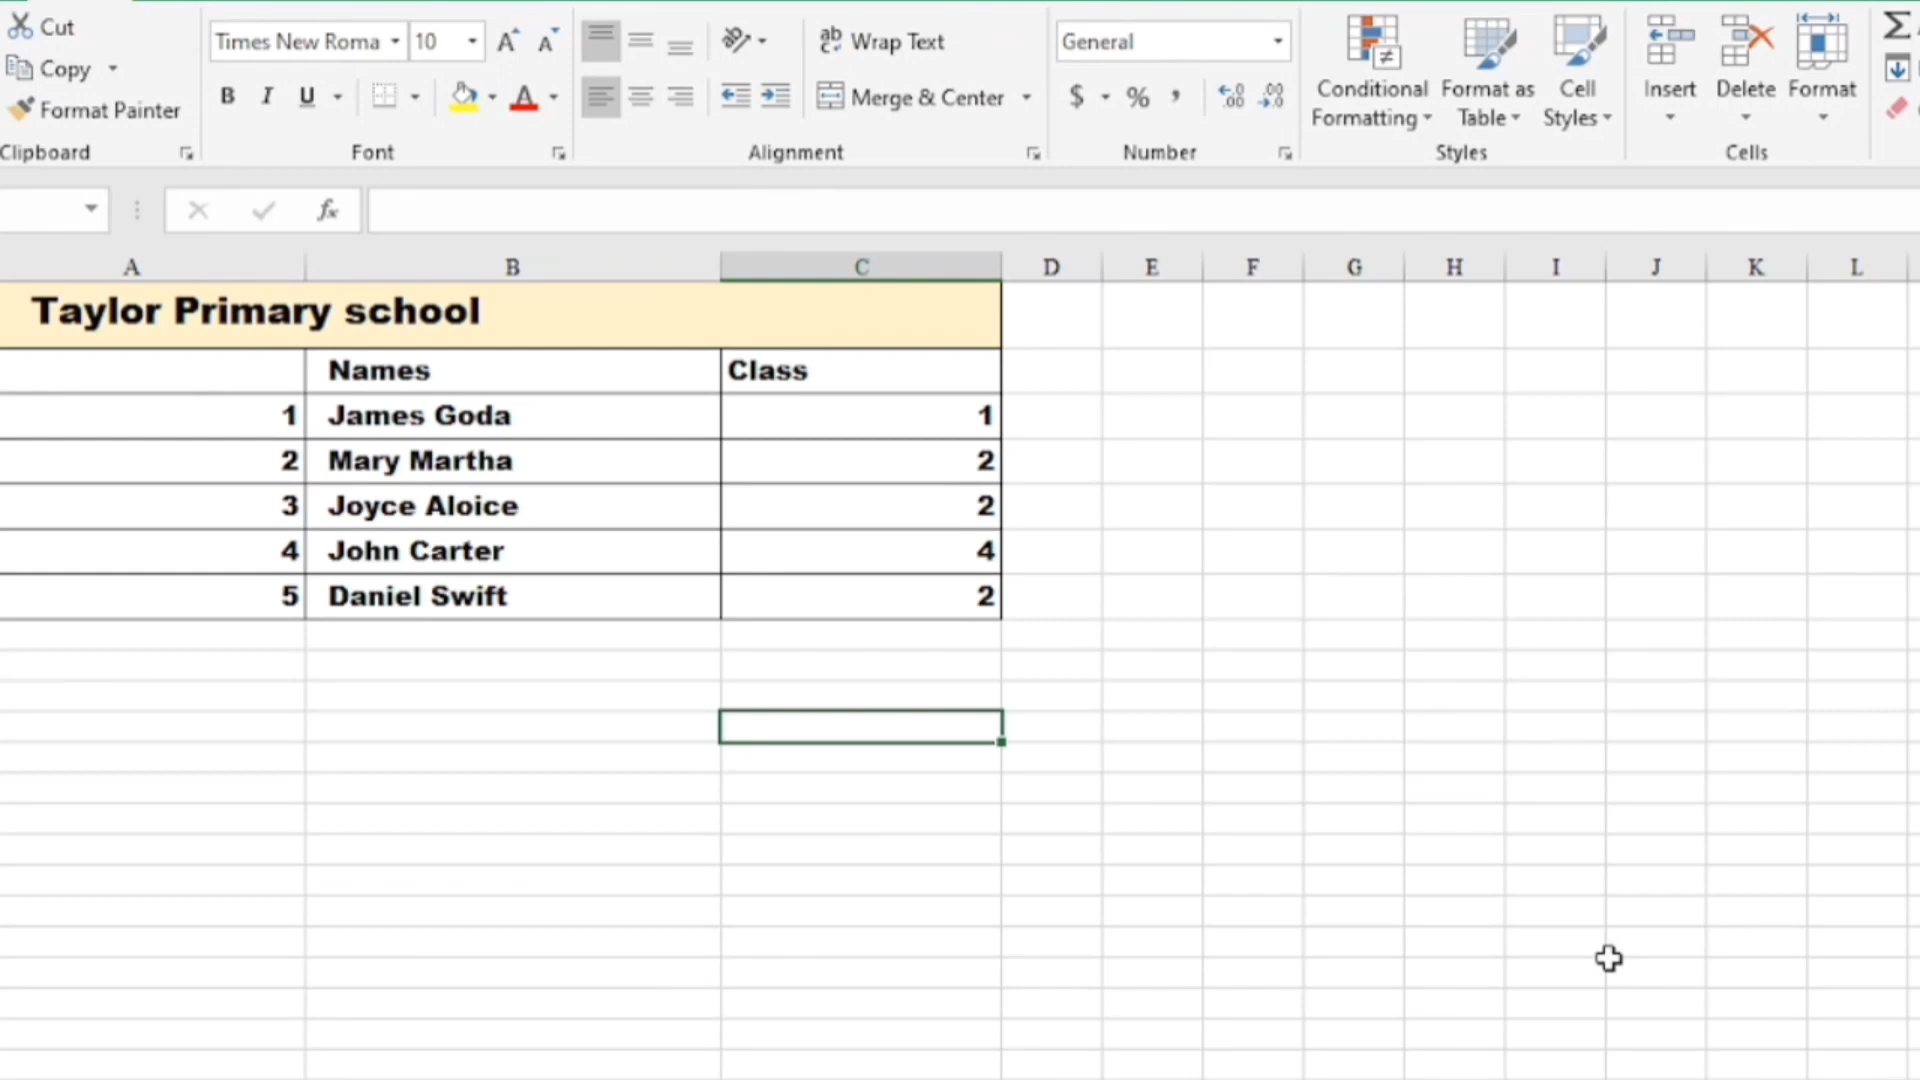 Cut
Copy
Format Painter
Clipboard
Times New Roma 10 A A
B I U A
Font
ab Wrap Text
Merge & Center
Alignment
General
$ % ,
Number
Conditional Formatting
Format as Table
Cell Styles
Styles
Insert Delete Format
Cells
fx
A B C D E F G H I J K L
Taylor Primary school
Names Class
1 James Goda 1
2 Mary Martha 2
3 Joyce Aloice 2
4 John Carter 4
5 Daniel Swift 2